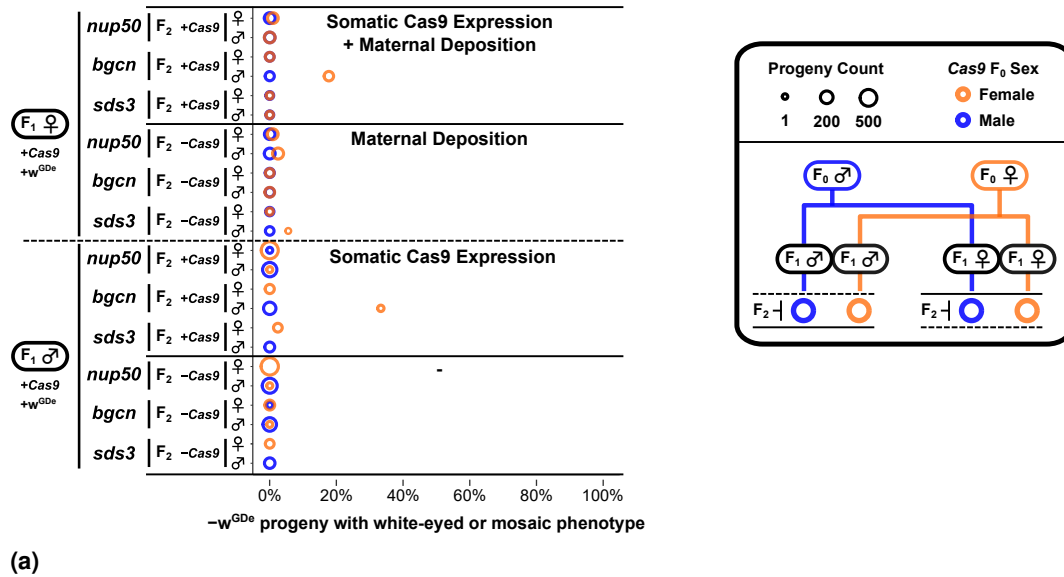 Somatic Cas9 Expression
+ Maternal Deposition
nup50 F2 +Cas9 ♀
♂
bgcn F2 +Cas9 ♀
♂
sds3 F2 +Cas9 ♀
♂
F1 ♀
+Cas9
+wGDe
Maternal Deposition
nup50 F2 −Cas9 ♀
♂
bgcn F2 −Cas9 ♀
♂
sds3 F2 −Cas9 ♀
♂
Somatic Cas9 Expression
nup50 F2 +Cas9 ♀
♂
bgcn F2 +Cas9 ♀
♂
sds3 F2 +Cas9 ♀
♂
F1 ♂
+Cas9
+wGDe
-
nup50 F2 −Cas9 ♀
♂
bgcn F2 −Cas9 ♀
♂
sds3 F2 −Cas9 ♀
♂
0% 20% 40% 60% 80% 100%
−wGDe progeny with white-eyed or mosaic phenotype
(a)
Progeny Count
1 200 500
Cas9 F0 Sex
Female
Male
F0 ♂ F0 ♀
F1 ♂ F1 ♂ F1 ♀ F1 ♀
F2 F2